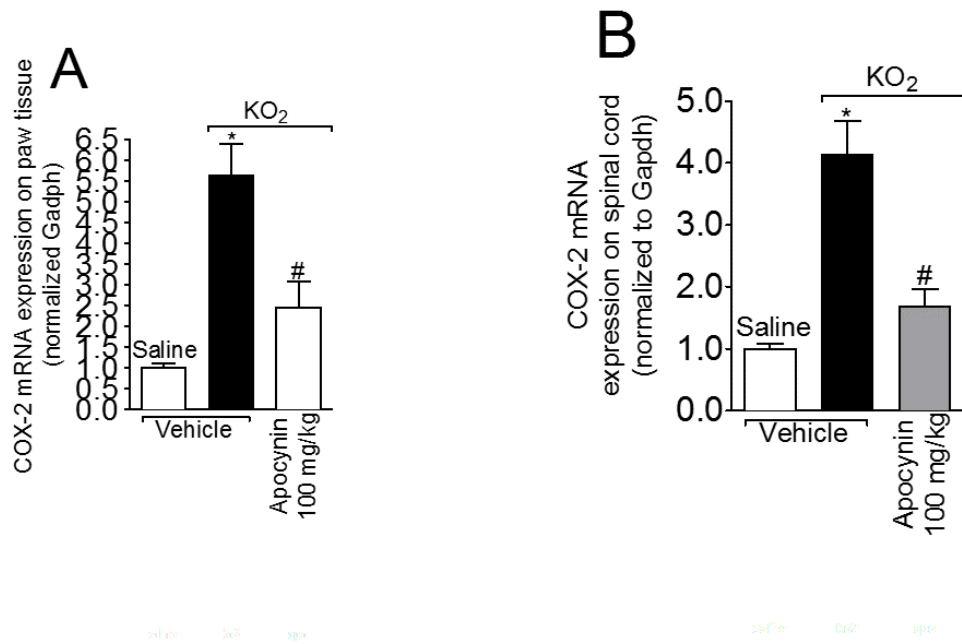 A
COX-2 mRNA expression on paw tissue
(normalized Gadph)
6.5
6.0
5.5
5.0
4.5
4.0
3.5
3.0
2.5
2.0
1.5
1.0
0.5
0.0
KO2
*
#
Saline
Vehicle
Apocynin
100 mg/kg
B
COX-2 mRNA
expression on spinal cord
(normalized to Gapdh)
5.0
4.0
3.0
2.0
1.0
0.0
KO2
*
#
Saline
Vehicle
Apocynin
100 mg/kg